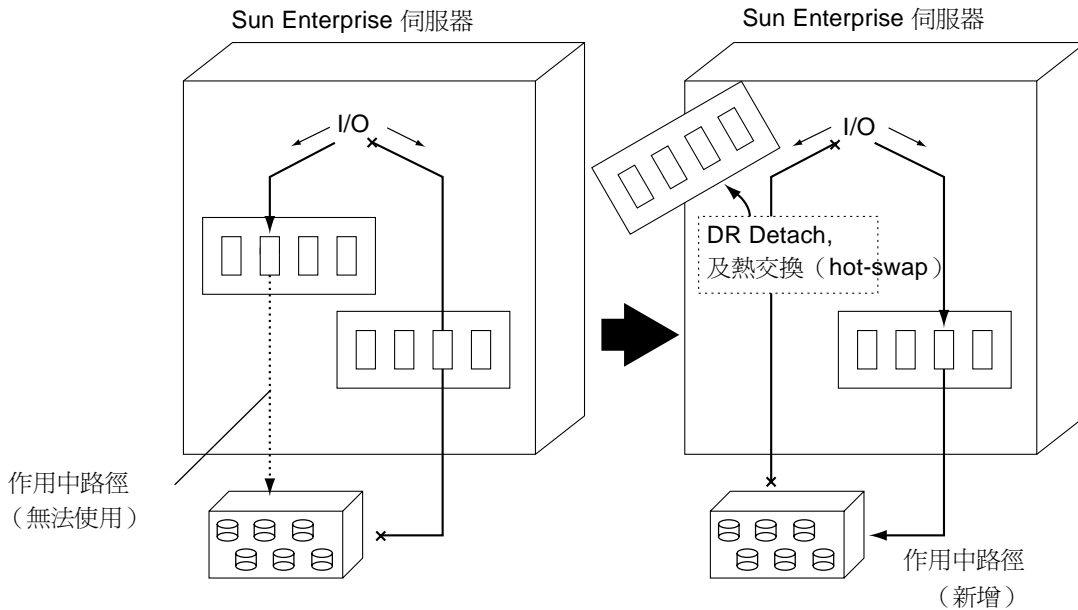 Sun Enterprise 伺服器
I/O
作用中路徑
（無法使用）
Sun Enterprise 伺服器
I/O
DR Detach,
及熱交換（hot-swap）
作用中路徑
（新增）